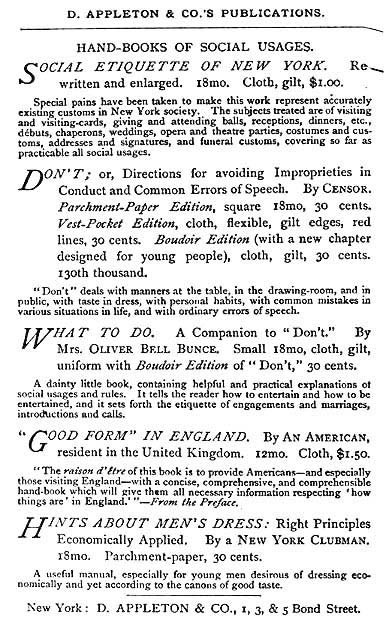 D. APPLETON & CO.'S PUBLICATIONS.
HAND-BOOKS OF SOCIAL USAGES.
SOCIAL ETIQUETTE OF NEW YORK. Re-
written and enlarged. 18mo. Cloth, gilt, $1.00.
Special pains have been taken to make this work represent accurately
existing customs in New York society. The subjects treated are of visiting
and visiting-cards, giving and attending balls, receptions, dinners, etc.,
débuts, chaperons, weddings, opera and theatre parties, costumes and cus-
toms, addresses and signatures, and funeral customs, covering so far as
practicable all social usages.
DON'T; or, Directions for avoiding Improprieties in
Conduct and Common Errors of Speech. By CENSOR.
Parchment-Paper Edition, square 18mo, 30 cents.
Vest-Pocket Edition, cloth, flexible, gilt edges, red
lines, 30 cents. Boudoir Edition (with a new chapter
designed for young people), cloth, gilt, 30 cents.
130th thousand.
"Don't" deals with manners at the table, in the drawing-room, and in
public, with taste in dress, with personal habits, with common mistakes in
various situations in life, and with ordinary errors of speech.
WHAT TO DO. A Companion to "Don't." By
MRS. OLIVER BELL BUNCE. Small 18mo, cloth, gilt,
uniform with Boudoir Edition of "Don't," 30 cents.
A dainty little book, containing helpful and practical explanations of
social usages and rules. It tells the reader how to entertain and how to be
entertained, and it sets forth the etiquette of engagements and marriages,
introductions and calls.
"GOOD FORM" IN ENGLAND. By AN AMERICAN,
resident in the United Kingdom. 12mo. Cloth, $1.50.
"The raison d'être of this book is to provide Americans—and especially
those visiting England—with a concise, comprehensive, and comprehensible
hand-book which will give them all necessary information respecting 'how
things are' in England.'"—From the Preface.
HINTS ABOUT MEN'S DRESS: Right Principles
Economically Applied. By a NEW YORK CLUBMAN.
18mo. Parchment-paper, 30 cents.
A useful manual, especially for young men desirous of dressing eco-
nomically and yet according to the canons of good taste.
New York: D. APPLETON & CO., 1, 3, & 5 Bond Street.